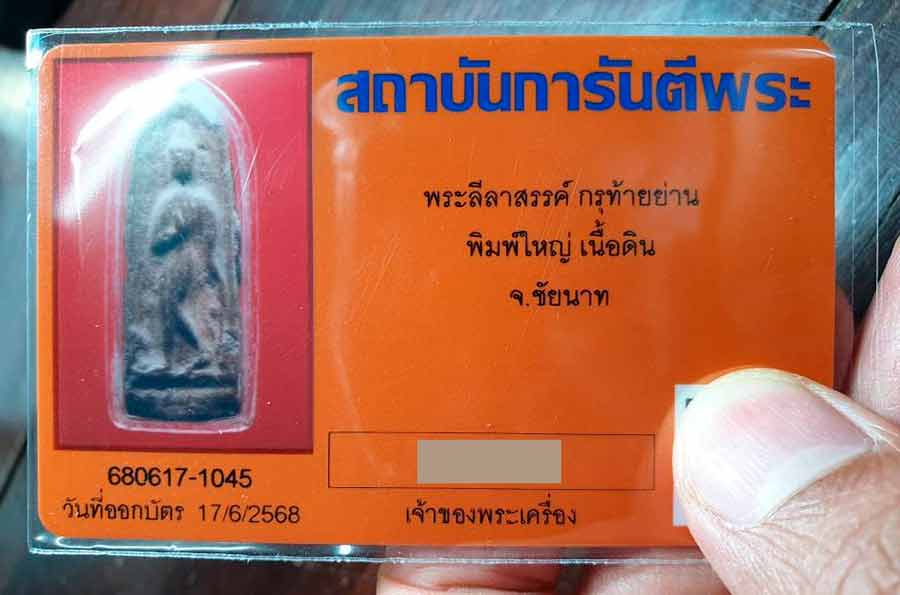 สถาบันการันตีพระ
พระลีลาสรรค์ กรุท้ายย่าน
พิมพ์ใหญ่ เนื้อดิน
จ.ชัยนาท
680617-1045
วันที่ออกบัตร 17/6/2568
เจ้าของพระเครื่อง